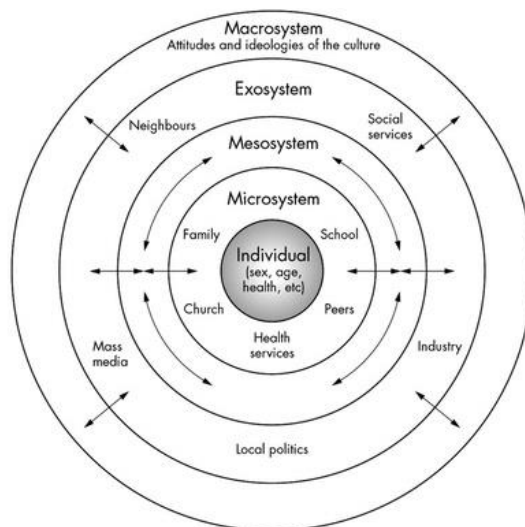 Macrosystem
Attitudes and ideologies of the culture
Exosystem
Neighbours
Social
services
Mesosystem
Microsystem
Family
School
Individual
(sex, age,
health, etc)
Church
Peers
Health
services
Mass
media
Industry
Local politics